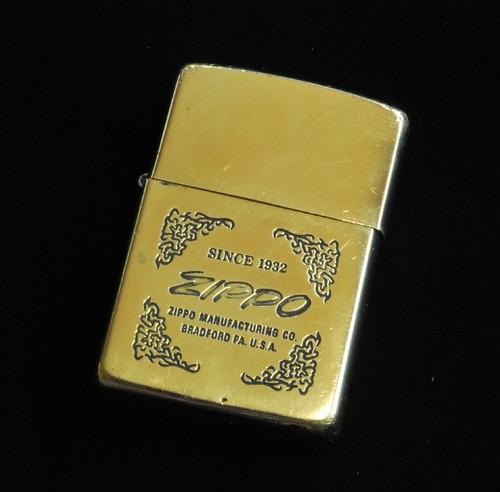 SINCE 1932
ZIPPO
ZIPPO MANUFACTURING CO.
BRADFORD PA. U.S.A.